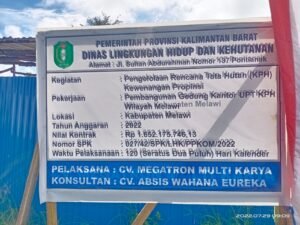 PEMERINTAH PROVINSI KALIMANTAN BARAT
DINAS LINGKUNGAN HIDUP DAN KEHUTANAN
Alamat : Jl. Sultan Abdurahman Nomor 137 Pontianak
Kegiatan : Pengelolaan Rencana Tata Hutan (KPH)
Kewenangan Propinsi
Pekerjaan : Pembangunan Gedung Kantor UPT KPH
Wilayah Melawi
Lokasi : Kabupaten Melawi
Tahun Anggaran : 2022
Nilai Kontrak : Rp 1.652.175.746,13
Nomor SPK : 027/42/SPK/LHK/PPKOM/2022
Waktu Pelaksanaan : 120 (Seratus Dua Puluh) Hari Kalender
PELAKSANA : CV. MEGATRON MULTI KARYA
KONSULTAN : CV. ABSIS WAHANA EUREKA